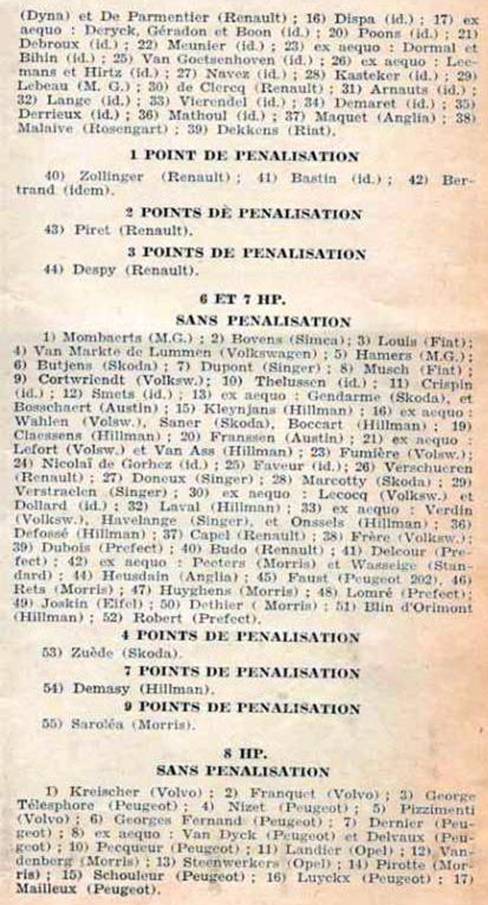 (Dyna) et De Parmentier (Renault) ; 16) Dispa (id.) ; 17) ex
aequo : Deryck, Géradon et Boon (id.) ; 20) Poons (id.) ; 21)
Debroux (id.) ; 22) Meunier (id.) ; 23) ex aequo : Dormal et
Bihin (id.) ; 25) Van Goetsenhoven (id.) ; 26) ex aequo : Lee-
mans et Hirtz (id.) ; 27) Navez (id.) ; 28) Kasteker (id.) ; 29)
Lebeau (M. G.) ; 30) de Clercq (Renault) ; 31) Arnauts (id.) ;
32) Lange (id.) ; 33) Vierendel (id.) ; 34) Demaret (id.) ; 35)
Derrieux (id.) ; 36) Mathoul (id.) ; 37) Maquet (Anglia) ; 38)
Malaive (Rosengart) ; 39) Dekkens (Riat).
1 POINT DE PENALISATION
40) Zollinger (Renault) ; 41) Bastin (id.) ; 42) Ber-
trand (idem).
2 POINTS DE PENALISATION
43) Piret (Renault).
3 POINTS DE PENALISATION
44) Despy (Renault).
6 ET 7 HP.
SANS PENALISATION
1) Mombaerts (M.G.) ; 2) Bovens (Simca); 3) Louis (Fiat);
4) Van Markte de Lummen (Volkswagen) ; 5) Hamers (M.G.) ;
6) Butjens (Skoda) ; 7) Dupont (Singer) ; 8) Musch (Fiat) ;
9) Cortwriendt (Volksw.); 10) Thelussen (id.) ; 11) Crispin
(id.) ; 12) Smets (id.) ; 13) ex aequo : Gendarme (Skoda), et
Bosschaert (Austin) ; 15) Kleynjans (Hillman) ; 16) ex aequo :
Wahlen (Volsw.), Saner (Skoda), Boccart (Hillman) ; 19)
Claessens (Hillman) ; 20) Franssen (Austin) ; 21) ex aequo :
Lefort (Volsw.) et Van Ass (Hillman) ; 23) Fumière (Volsw.) ;
24) Nicolaï de Gorhez (id.) ; 25) Faveur (id.); 26) Verschueren
(Renault) ; 27) Doneux (Singer) ; 28) Marcotty (Skoda) ; 29)
Verstraelen (Singer) ; 30) ex aequo : Lecocq (Volksw.) et
Dollard (id.) ; 32) Laval (Hillman) ; 33) ex aequo : Verdin
(Volksw.), Havelange (Singer), et Onssels (Hillman) ; 36)
Defossé (Hillman) ; 37) Capel (Renault) ; 38) Frère (Volksw.) ;
39) Dubois (Prefect) ; 40) Budo (Renault) ; 41) Delcour (Pre-
fect) ; 42) ex aequo : Peeters (Morris) et Wasseige (Stan-
dard) ; 44) Heusdain (Anglia) ; 45) Faust (Peugeot 202), 46)
Rets (Morris) ; 47) Huyghens (Morris) ; 48) Lomré (Prefect);
49) Joskin (Eifel) ; 50) Dethier ( Morris) ; 51) Blin d'Orimont
(Hillman) ; 52) Robert (Prefect).
4 POINTS DE PENALISATION
53) Zuède (Skoda).
7 POINTS DE PENALISATION
54) Demasy (Hillman).
9 POINTS DE PENALISATION
55) Saroléa (Morris).
8 HP.
SANS PENALISATION
1) Kreischer (Volvo) ; 2) Franquet (Volvo) ; 3) George
Télesphore (Peugeot) ; 4) Nizet (Peugeot) ; 5) Pizzimenti
(Volvo) ; 6) Georges Fernand (Peugeot) ; 7) Dernier (Peu-
geot) ; 8) ex aequo : Van Dyck (Peugeot) et Delvaux (Peu-
geot) ; 10) Pecqueur (Peugeot) ; 11) Landier (Opel) ; 12) Van-
denberg (Morris) ; 13) Steenwerkers (Opel) ; 14) Pirotte (Mor-
ris) ; 15) Schouleur (Peugeot) ; 16) Luyckx (Peugeot) ; 17)
Mailleux (Peugeot).